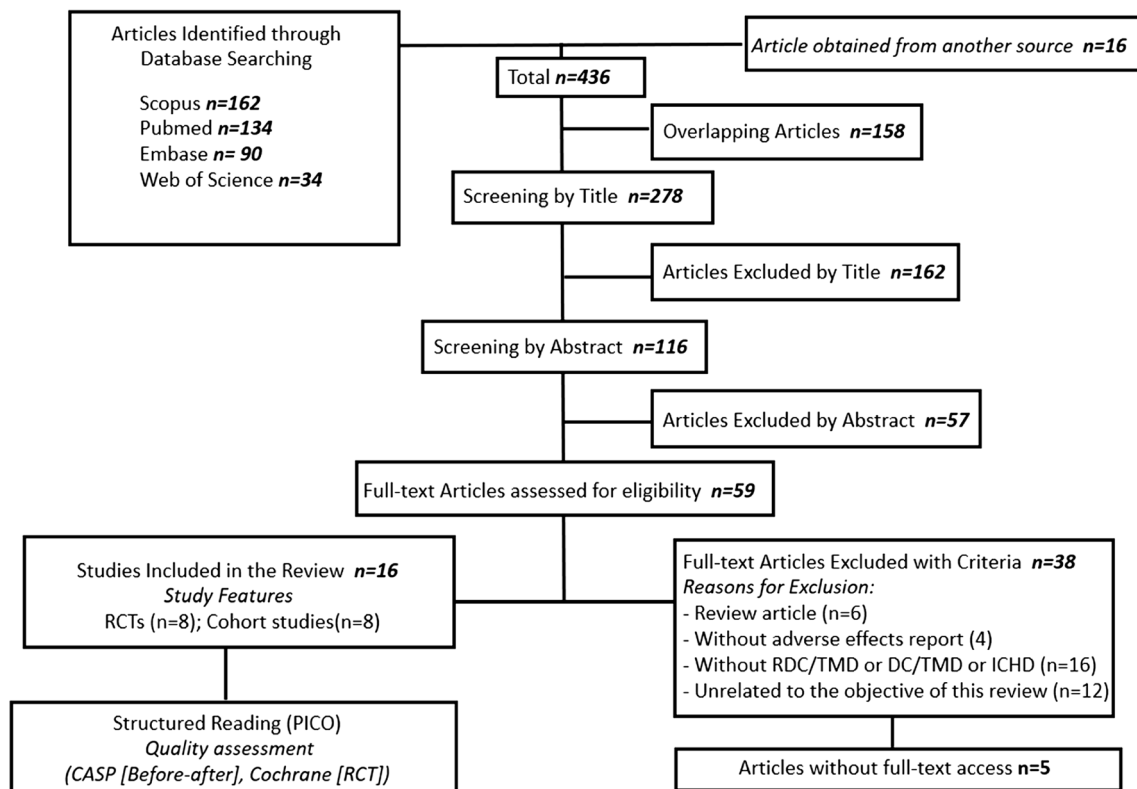 Articles Identified through
Database Searching
Scopus n=162
Pubmed n=134
Embase n= 90
Web of Science n=34
Article obtained from another source n=16
Total n=436
Overlapping Articles n=158
Screening by Title n=278
Articles Excluded by Title n=162
Screening by Abstract n=116
Articles Excluded by Abstract n=57
Full-text Articles assessed for eligibility n=59
Studies Included in the Review n=16
Study Features
RCTs (n=8); Cohort studies(n=8)
Full-text Articles Excluded with Criteria n=38
Reasons for Exclusion:
- Review article (n=6)
- Without adverse effects report (4)
- Without RDC/TMD or DC/TMD or ICHD (n=16)
- Unrelated to the objective of this review (n=12)
Structured Reading (PICO)
Quality assessment
(CASP [Before-after], Cochrane [RCT])
Articles without full-text access n=5